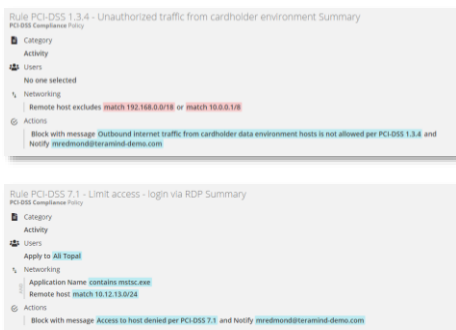 Rule PCI-DSS 1.3.4 - Unauthorized traffic from cardholder environment Summary
PCI-DSS Compliance Policy
Category
Activity
Users
No one selected
Networking
Remote host excludes match 192.168.0.0/16 or match 10.0.0.1/8
Actions
Block with message Outbound internet traffic from cardholder data environment hosts is not allowed per PCI-DSS 1.3.4 and
Notify mredmond@teramind-demo.com
Rule PCI-DSS 7.1 - Limit access - login via RDP Summary
PCI-DSS Compliance Policy
Category
Activity
Users
Apply to Ali Topal
Networking
Application Name contains mstsc.exe
Remote host match 10.12.13.0/24
Actions
Block with message Access to host denied per PCI-DSS 7.1 and Notify mredmond@teramind-demo.com